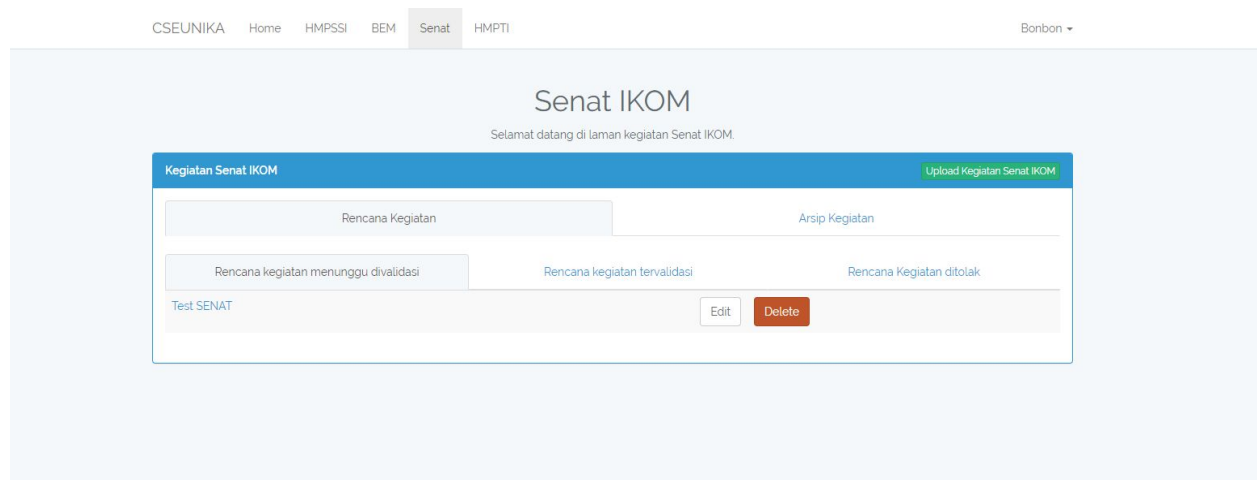 CSEUNIKA Home HMPSSI BEM Senat HMPTI Bonbon
Senat IKOM
Selamat datang di laman kegiatan Senat IKOM.
Kegiatan Senat IKOM Upload Kegiatan Senat IKOM
Rencana Kegiatan Arsip Kegiatan
Rencana kegiatan menunggu divalidasi Rencana kegiatan tervalidasi Rencana Kegiatan ditolak
Test SENAT Edit Delete